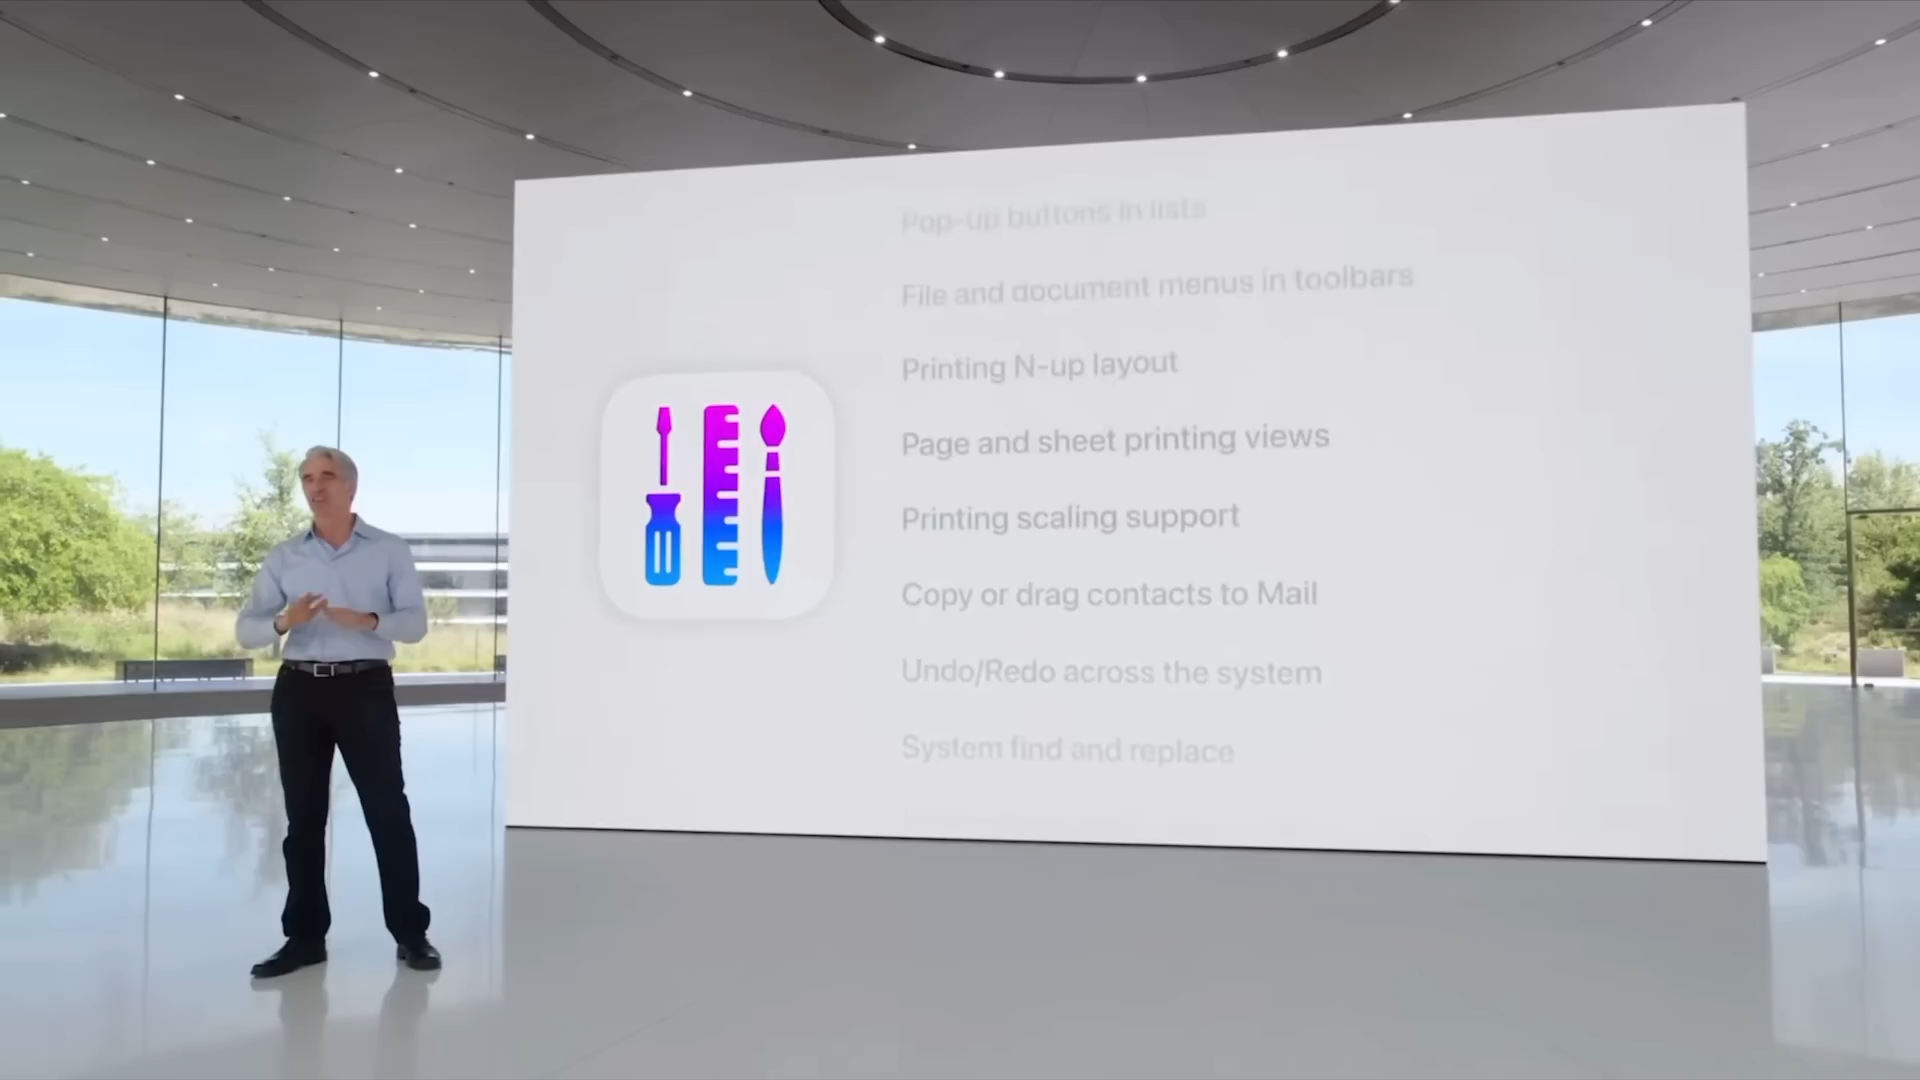 Pop-up buttons in lists
File and document menus in toolbars
Printing N-up layout
Page and sheet printing views
Printing scaling support
Copy or drag contacts to Mail
Undo/Redo across the system
System find and replace